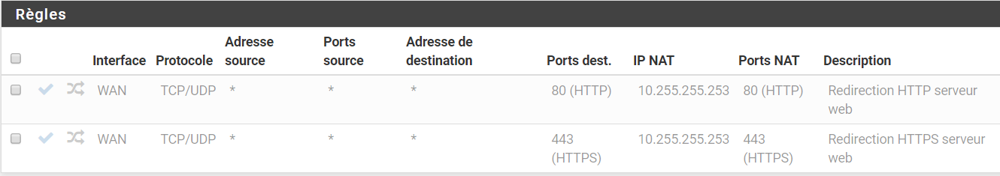 Règles
Interface Protocole Adresse source Ports source Adresse de destination Ports dest. IP NAT Ports NAT Description
WAN TCP/UDP * * * 80 (HTTP) 10.255.255.253 80 (HTTP) Redirection HTTP serveur
web
WAN TCP/UDP * * * 443 (HTTPS) 10.255.255.253 443 (HTTPS) Redirection HTTPS serveur
web